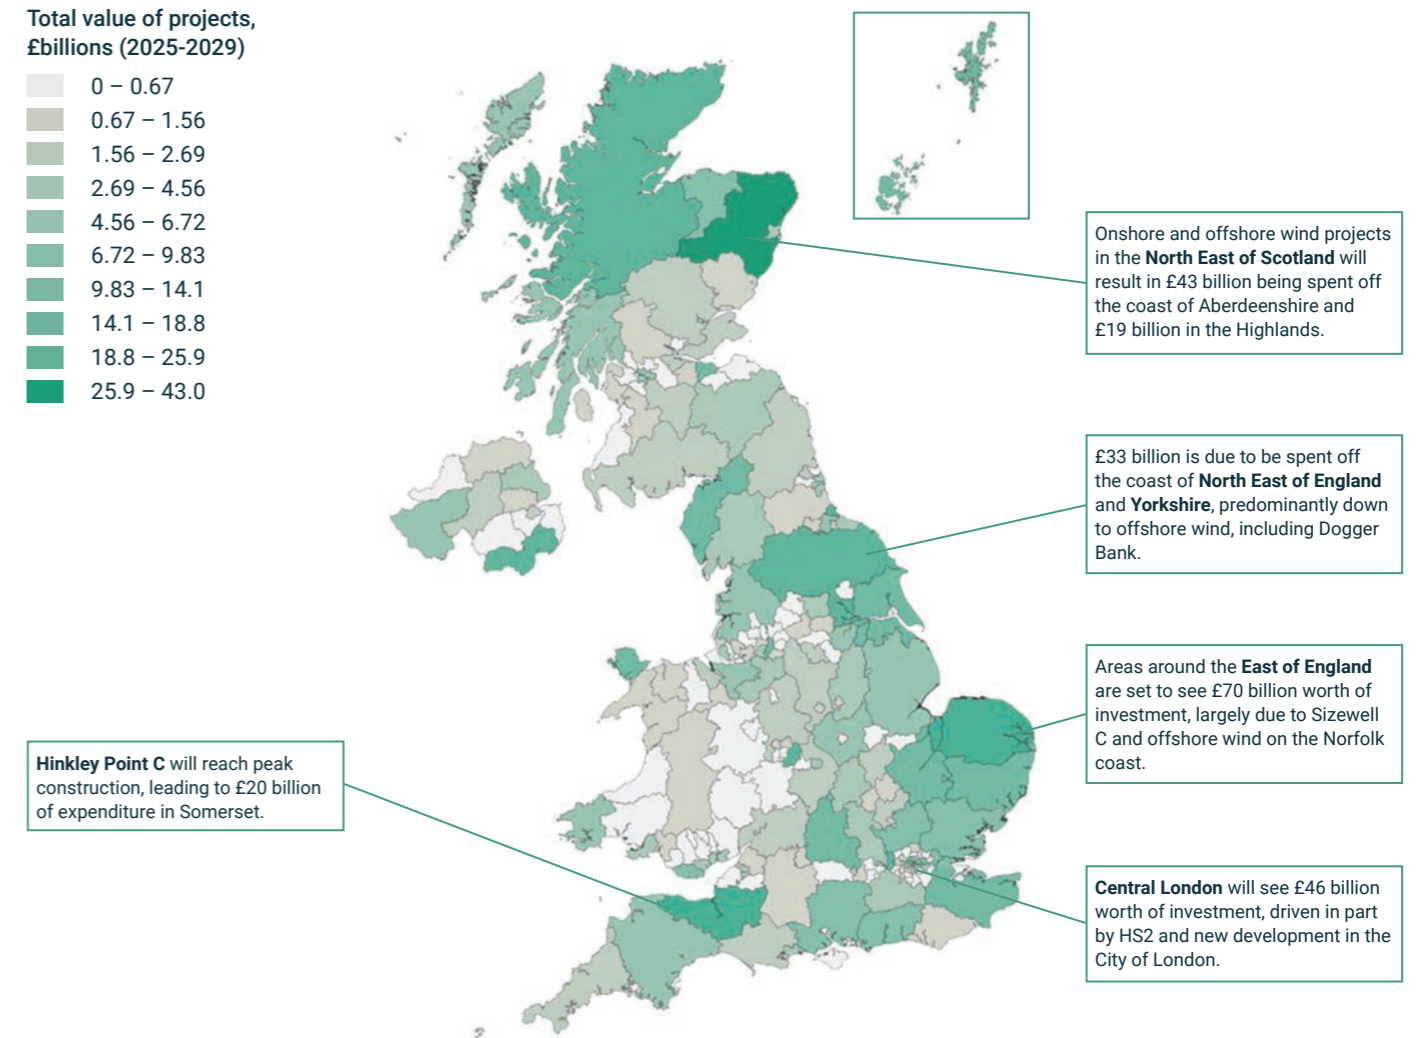 Total value of projects,
£billions (2025-2029)
0 – 0.67
0.67 – 1.56
1.56 – 2.69
2.69 – 4.56
4.56 – 6.72
6.72 – 9.83
9.83 – 14.1
14.1 – 18.8
18.8 – 25.9
25.9 – 43.0
Onshore and offshore wind projects
in the North East of Scotland will
result in £43 billion being spent off
the coast of Aberdeenshire and
£19 billion in the Highlands.
£33 billion is due to be spent off
the coast of North East of England
and Yorkshire, predominantly down
to offshore wind, including Dogger
Bank.
Areas around the East of England
are set to see £70 billion worth of
investment, largely due to Sizewell
C and offshore wind on the Norfolk
coast.
Hinkley Point C will reach peak
construction, leading to £20 billion
of expenditure in Somerset.
Central London will see £46 billion
worth of investment, driven in part
by HS2 and new development in the
City of London.